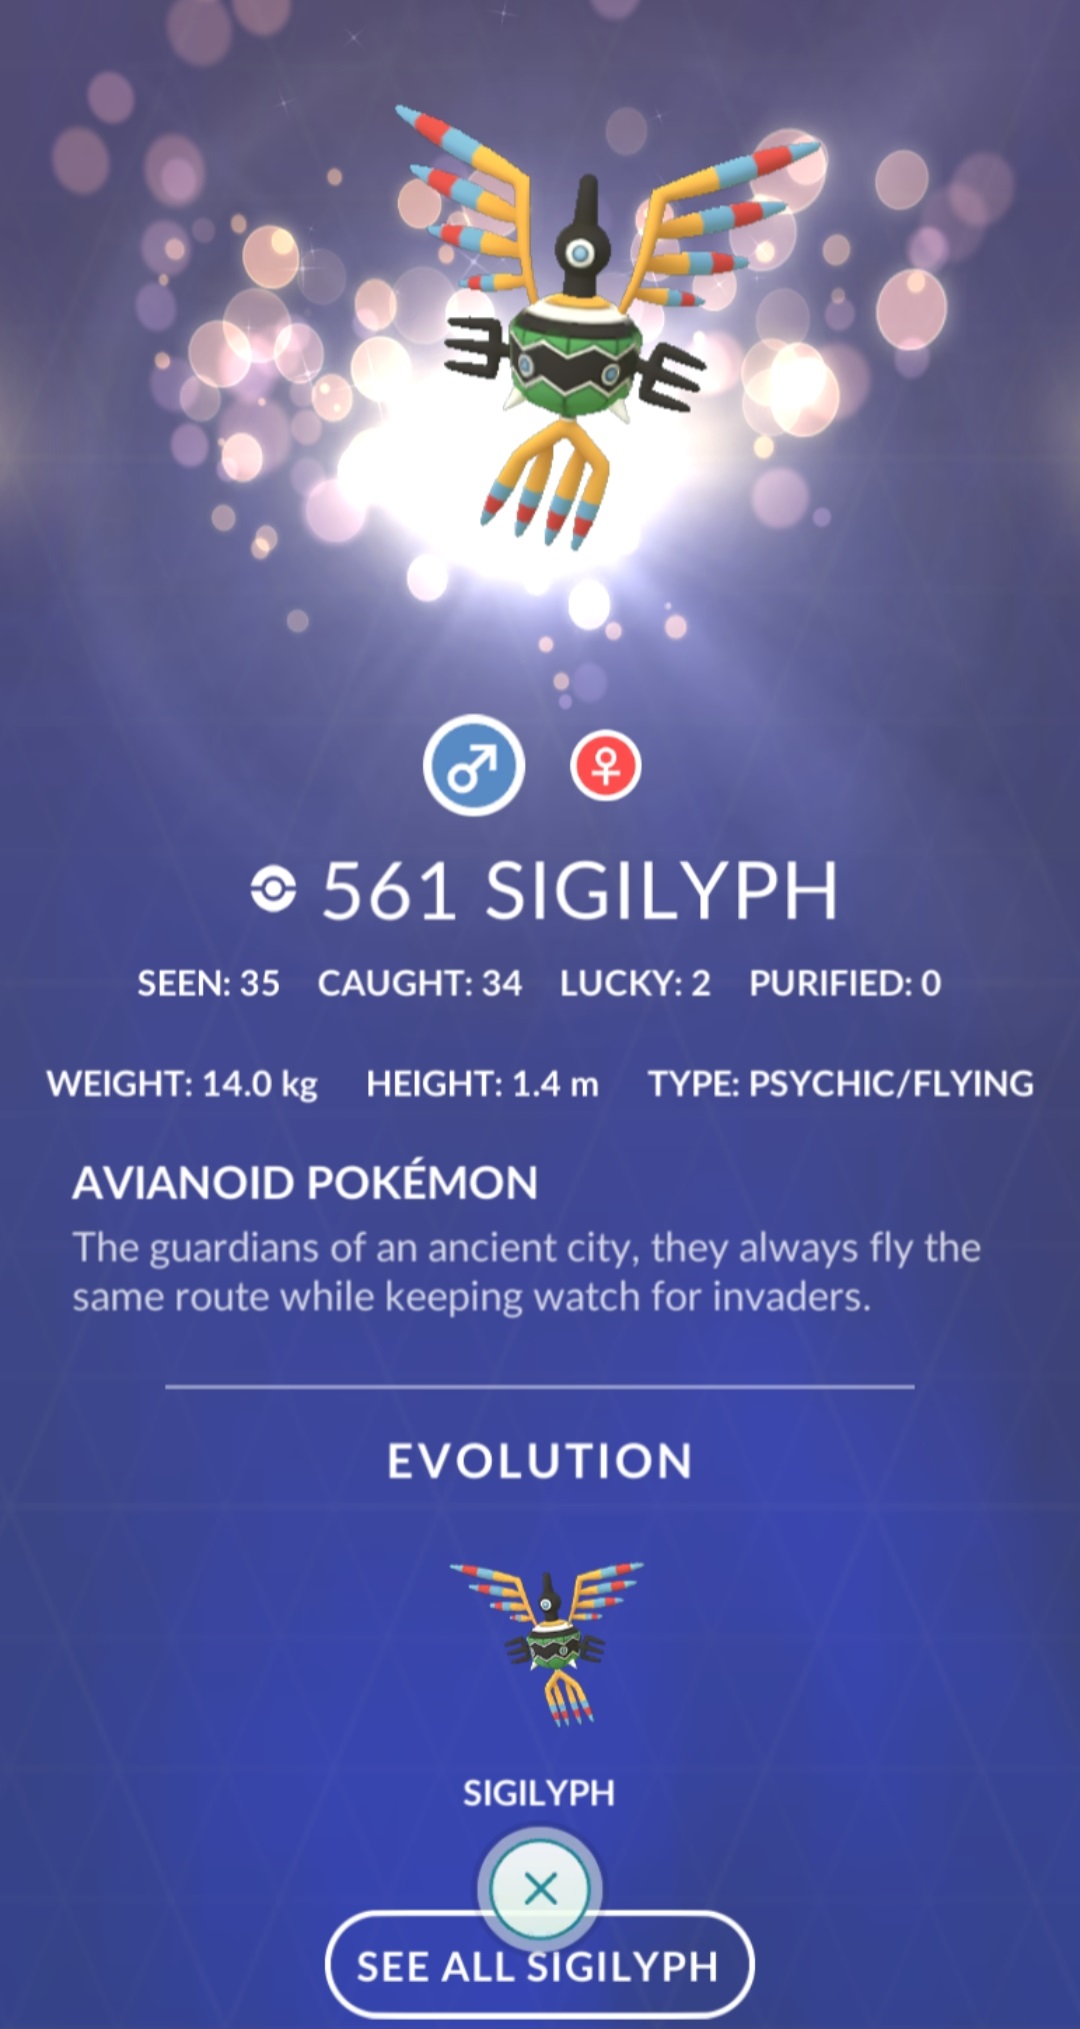 561 SIGILYPH
SEEN: 35 CAUGHT: 34 LUCKY: 2 PURIFIED: 0
WEIGHT: 14.0 kg HEIGHT: 1.4 m TYPE: PSYCHIC/FLYING
AVIANOID POKÉMON
The guardians of an ancient city, they always fly the
same route while keeping watch for invaders.
EVOLUTION
SIGILYPH
SEE ALL SIGILYPH